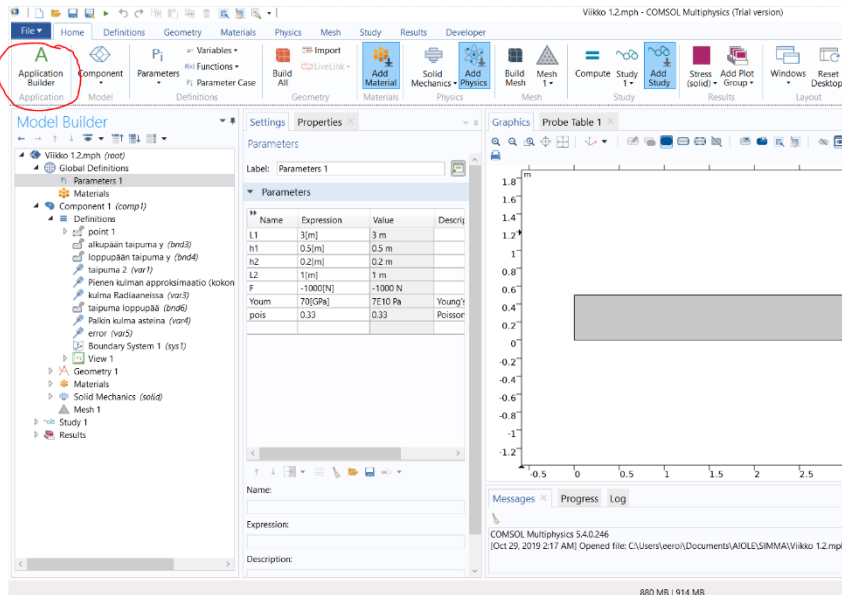 Viikko 1.2.mph - COMSOL Multiphysics (Trial version)
File Home Definitions Geometry Materials Physics Mesh Study Results Developer
Application Builder
Component
Parameters
Variables
Functions
Parameter Case
Build All
Import
LiveLink
Add Material
Solid Mechanics
Add Physics
Build Mesh
Mesh 1
Compute
Study 1
Add Study
Stress (solid)
Add Plot Group
Windows
Reset Desktop
Application Model Definitions Geometry Materials Physics Mesh Study Results Layout
Model Builder
Viikko 1.2.mph (root)
Global Definitions
Parameters 1
Materials
Component 1 (comp1)
Definitions
point 1
alkupään taipuma y (bnd3)
loppupään taipuma y (bnd4)
taipuma 2 (var1)
Pienen kulman approksimaatio (kokon
kulma Radiaaneissa (var3)
taipuma loppupää (bnd6)
Palkin kulma asteina (var4)
error (var5)
Boundary System 1 (sys1)
View 1
Geometry 1
Materials
Solid Mechanics (solid)
Mesh 1
Study 1
Results
Settings Properties
Parameters
Label: Parameters 1
Parameters
Name Expression Value Descrip
L1 3[m] 3 m
h1 0.5[m] 0.5 m
h2 0.2[m] 0.2 m
L2 1[m] 1 m
F -1000[N] -1000 N
Youm 70[GPa] 7E10 Pa Young's
pois 0.33 0.33 Poisson
Name:
Expression:
Description:
Graphics Probe Table 1
m
1.8
1.6
1.4
1.2
1
0.8
0.6
0.4
0.2
0
-0.2
-0.4
-0.6
-0.8
-1
-1.2
-0.5 0 0.5 1 1.5 2 2.5
Messages Progress Log
COMSOL Multiphysics 5.4.0.246
[Oct 29, 2019 2:17 AM] Opened file: C:\Users\eeroi\Documents\AIOLE\SIMMA\Viikko 1.2.mph
880 MB | 914 MB